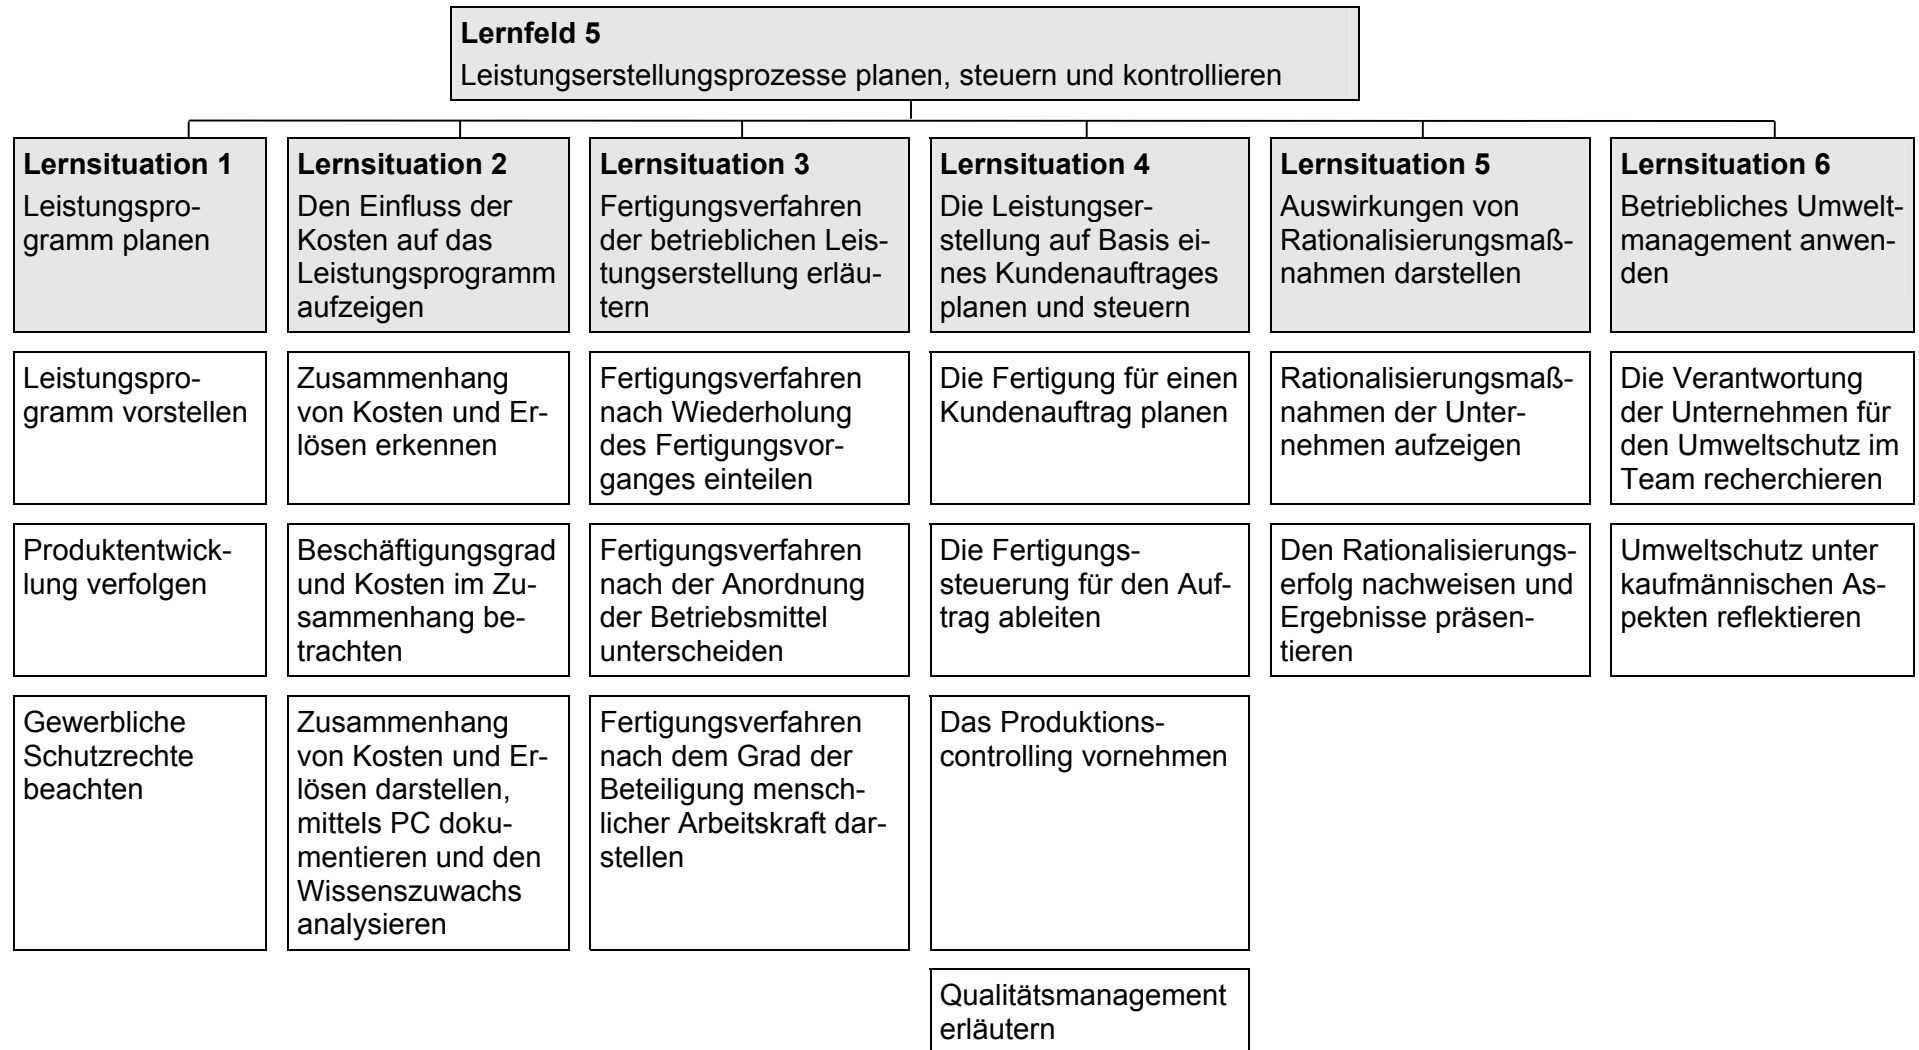 Lernfeld 5
Leistungserstellungsprozesse planen, steuern und kontrollieren
Lernsituation 1
Leistungspro-
gramm planen
Lernsituation 2
Den Einfluss der
Kosten auf das
Leistungsprogramm
aufzeigen
Lernsituation 3
Fertigungsverfahren
der betrieblichen Leis-
tungserstellung erläu-
tern
Lernsituation 4
Die Leistungser-
stellung auf Basis ei-
nes Kundenauftrages
planen und steuern
Lernsituation 5
Auswirkungen von
Rationalisierungsmaß-
nahmen darstellen
Lernsituation 6
Betriebliches Umwelt-
management anwen-
den
Leistungspro-
gramm vorstellen
Zusammenhang
von Kosten und Er-
lösen erkennen
Fertigungsverfahren
nach Wiederholung
des Fertigungsvor-
ganges einteilen
Die Fertigung für einen
Kundenauftrag planen
Rationalisierungsmaß-
nahmen der Unter-
nehmen aufzeigen
Die Verantwortung
der Unternehmen für
den Umweltschutz im
Team recherchieren
Produktentwick-
lung verfolgen
Beschäftigungsgrad
und Kosten im Zu-
sammenhang be-
trachten
Fertigungsverfahren
nach der Anordnung
der Betriebsmittel
unterscheiden
Die Fertigungs-
steuerung für den Auf-
trag ableiten
Den Rationalisierungs-
erfolg nachweisen und
Ergebnisse präsen-
tieren
Umweltschutz unter
kaufmännischen As-
pekten reflektieren
Gewerbliche
Schutzrechte
beachten
Zusammenhang
von Kosten und Er-
lösen darstellen,
mittels PC doku-
mentieren und den
Wissenszuwachs
analysieren
Fertigungsverfahren
nach dem Grad der
Beteiligung mensch-
licher Arbeitskraft dar-
stellen
Das Produktions-
controlling vornehmen
Qualitätsmanagement
erläutern